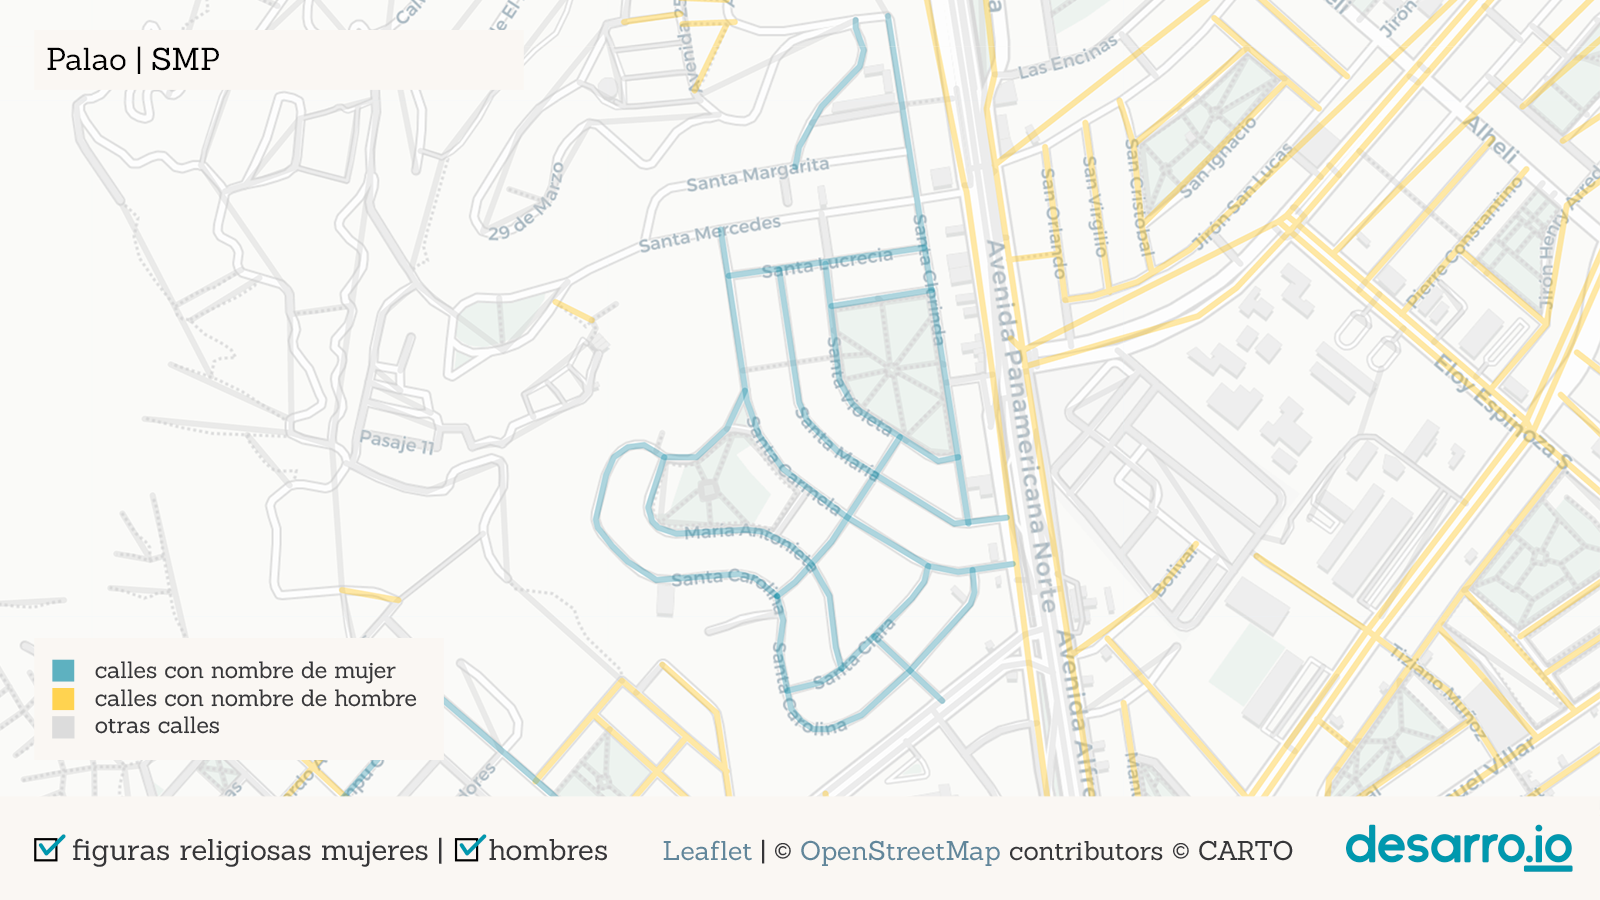 Palao | SMP
Las Encinas
Jirón
Alheli
29 de Marzo
Santa Margarita
Santa Mercedes
Santa Lucrecia
Santa Clorinda
San Orlando
San Virgilio
San Cristobal
San Ignacio
Jirón San Lucas
Pierre Constantino
Avenida Panamericana Norte
Eloy Espinoza S
Pasaje 11
Santa Violeta
Santa María
Santa Carmela
Maria Antonieta
Santa Carolina
Santa Clara
Santa Carolina
Bolivar
Tiziano Muñoz
Avenida Alfre
calles con nombre de mujer
calles con nombre de hombre
otras calles
figuras religiosas mujeres | hombres
Leaflet | © OpenStreetMap contributors © CARTO
desarro.io